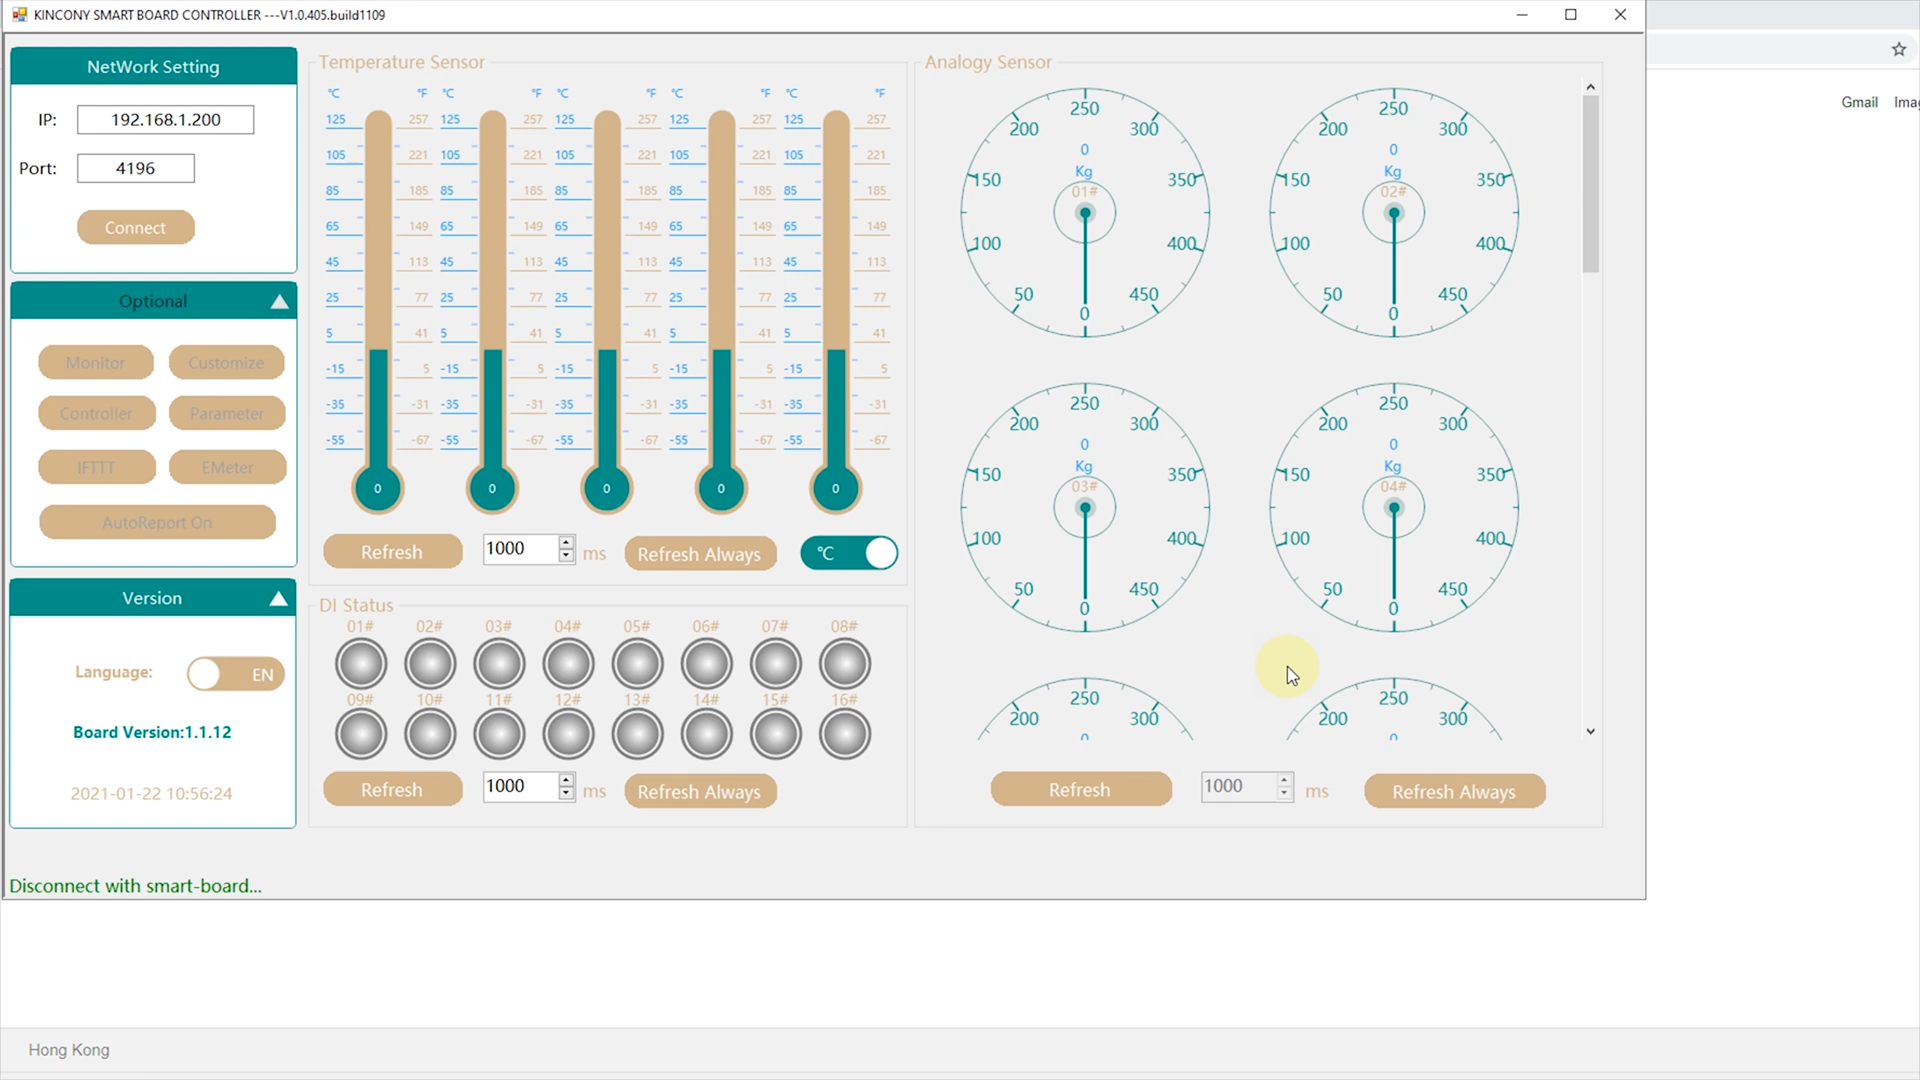 KINCONY SMART BOARD CONTROLLER ---V1.0.405.build1109
NetWork Setting
IP: 192.168.1.200
Port: 4196
Connect
Optional
Monitor Customize
Controller Parameter
IFTTT EMeter
AutoReport On
Version
Language: EN
Board Version:1.1.12
2021-01-22 10:56:24
Disconnect with smart-board...
Temperature Sensor
℃ ℉ ℃ ℉ ℃ ℉ ℃ ℉ ℃ ℉
125 257 125 257 125 257 125 257 125 257
105 221 105 221 105 221 105 221 105 221
85 185 85 185 85 185 85 185 85 185
65 149 65 149 65 149 65 149 65 149
45 113 45 113 45 113 45 113 45 113
25 77 25 77 25 77 25 77 25 77
5 41 5 41 5 41 5 41 5 41
-15 5 -15 5 -15 5 -15 5 -15 5
-35 -31 -35 -31 -35 -31 -35 -31 -35 -31
-55 -67 -55 -67 -55 -67 -55 -67 -55 -67
0 0 0 0 0
Refresh 1000 ms Refresh Always ℃
DI Status
01# 02# 03# 04# 05# 06# 07# 08#
09# 10# 11# 12# 13# 14# 15# 16#
Refresh 1000 ms Refresh Always
Analogy Sensor
250 250
200 300 200 300
0 0
Kg Kg
150 350 150 350
01# 02#
100 400 100 400
50 450 50 450
0 0
250 250
200 300 200 300
0 0
Kg Kg
150 350 150 350
03# 04#
100 400 100 400
50 450 50 450
0 0
250 250
200 300 200 300
0 0
Refresh 1000 ms Refresh Always
Gmail
Hong Kong